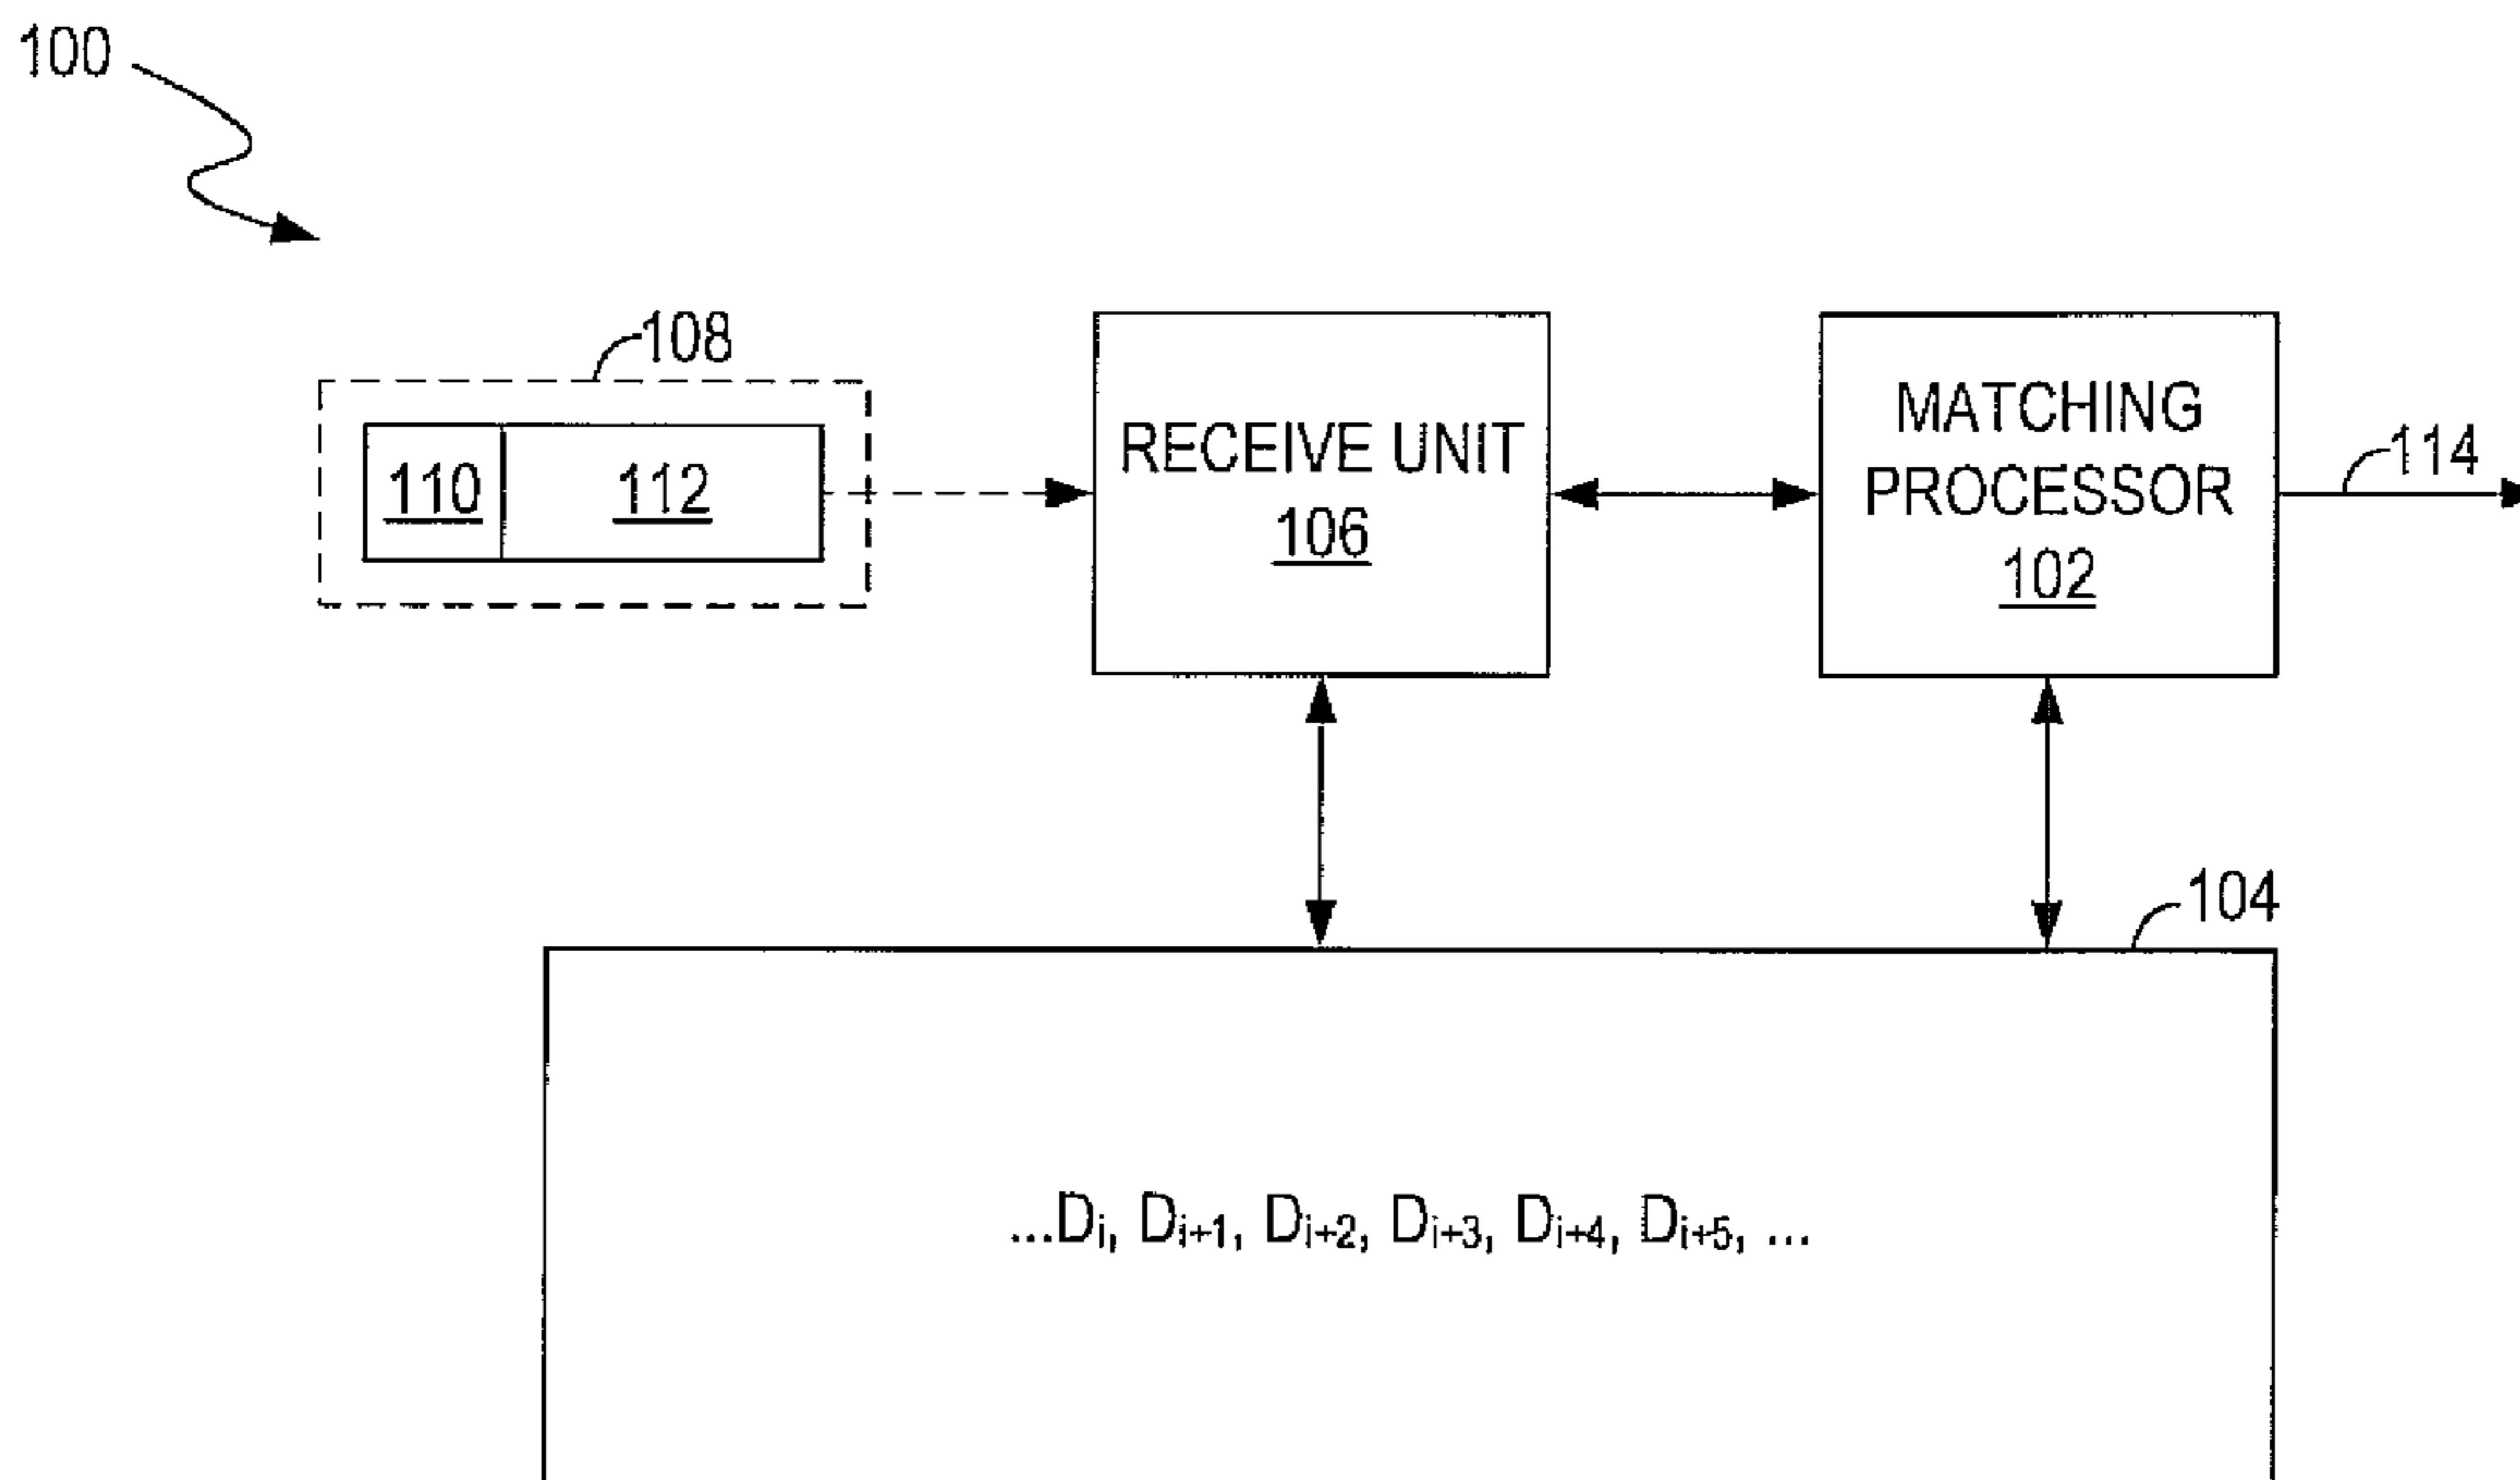 100
108
110 112
RECEIVE UNIT
106
MATCHING
PROCESSOR
102
114
104
...Di, Di+1, Di+2, Di+3, Di+4, Di+5, ...